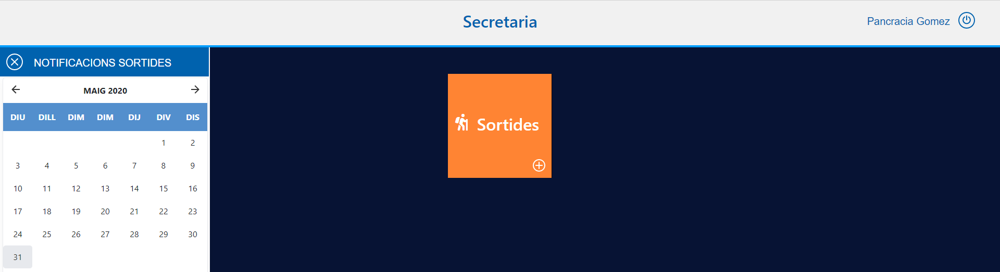 Secretaria
Pancracia Gomez
NOTIFICACIONS SORTIDES
MAIG 2020
DIU DILL DIM DIM DIJ DIV DIS
1 2
3 4 5 6 7 8 9
10 11 12 13 14 15 16
17 18 19 20 21 22 23
24 25 26 27 28 29 30
31
Sortides